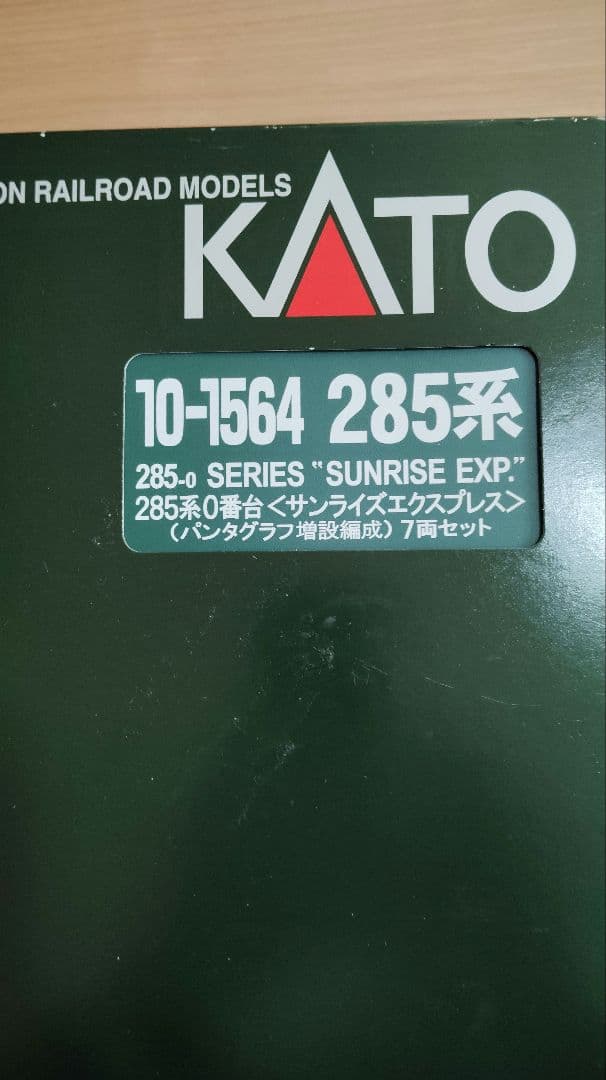 ON RAILROAD MODELS
KATO
10-1564 285系
285-0 SERIES “SUNRISE EXP.”
285系0番台＜サンライズエクスプレス＞
（パンタグラフ増設編成）7両セット